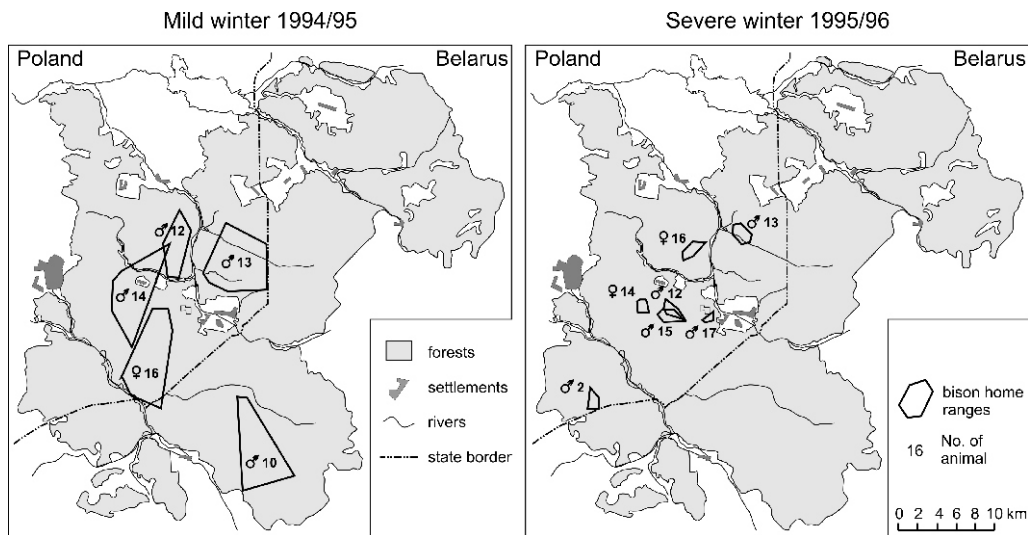 Mild winter 1994/95
Poland
Belarus
♂ 12
♂ 13
♂ 14
♀ 16
♂ 10
forests
settlements
rivers
state border
Severe winter 1995/96
Poland
Belarus
♂ 13
♀ 16
♀ 14
♂ 12
♂ 15
♂ 17
♂ 2
bison home
ranges
16 No. of
animal
0 2 4 6 8 10 km